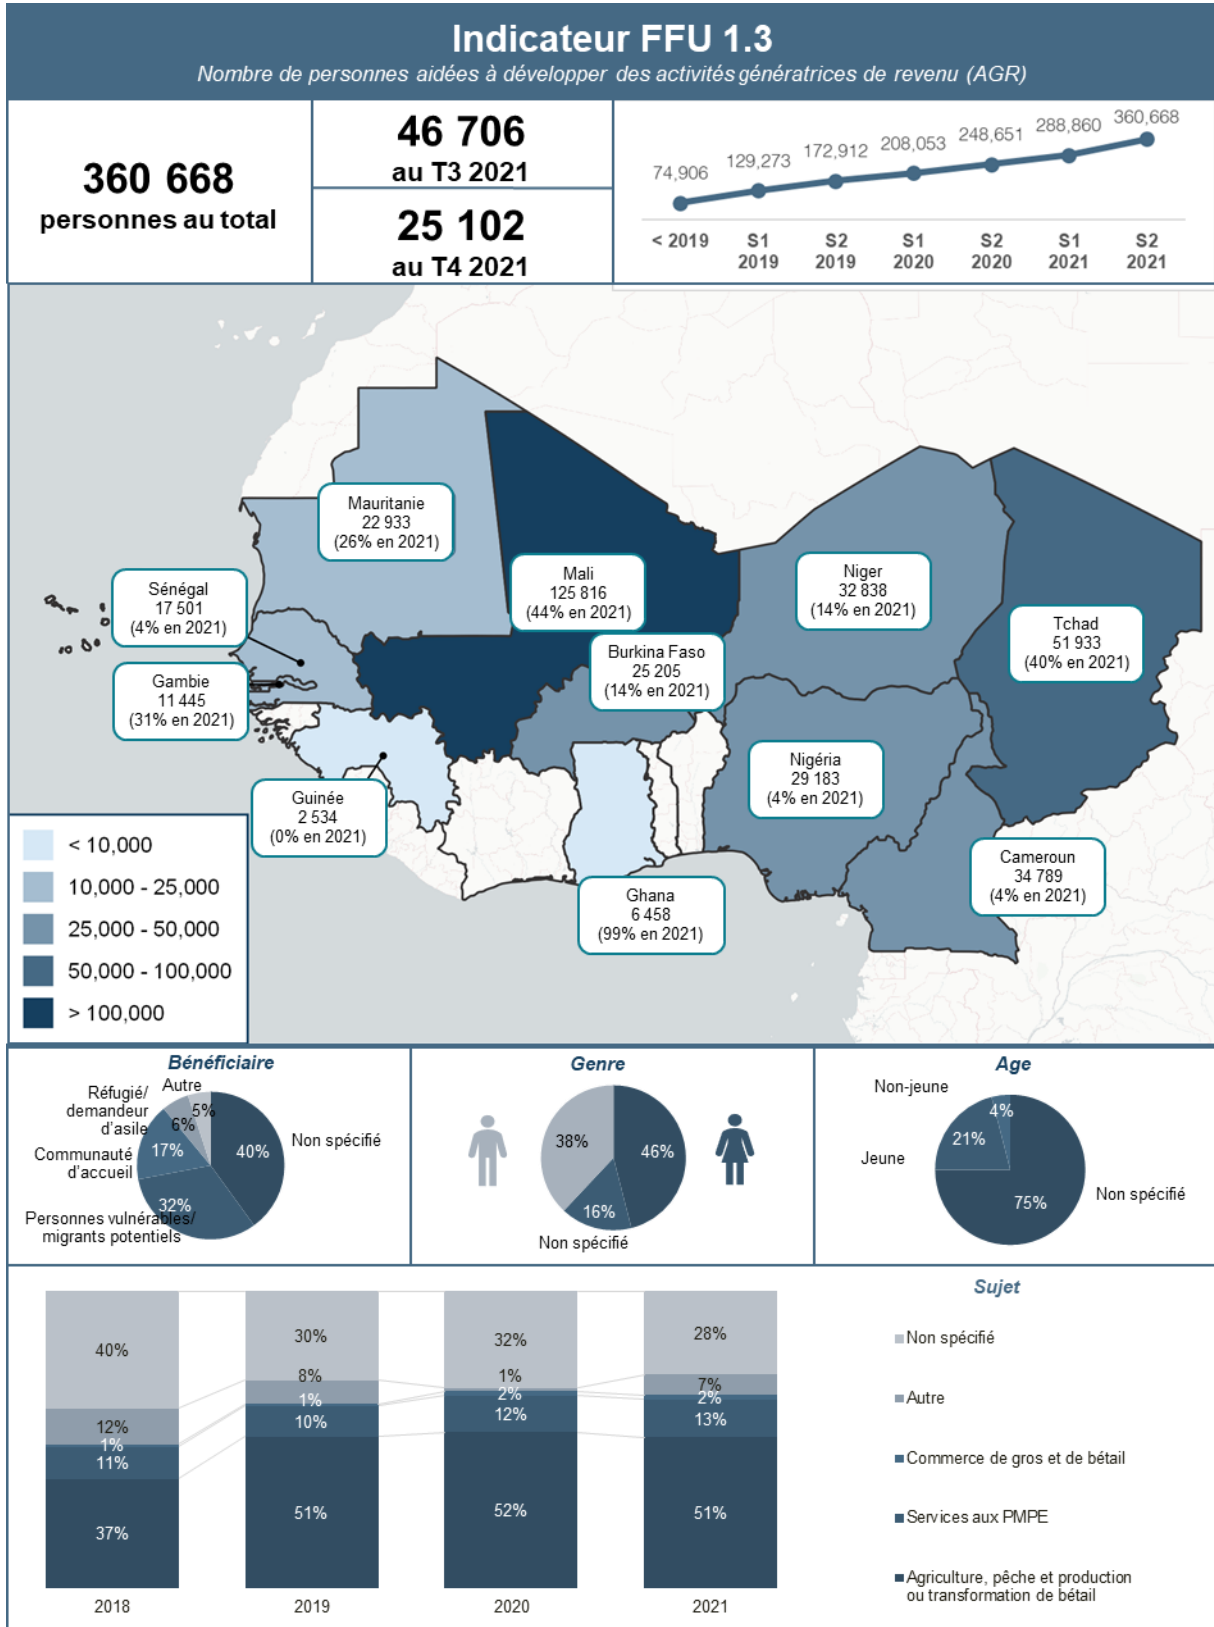 Indicateur FFU 1.3
Nombre de personnes aidées à développer des activités génératrices de revenu (AGR)
360 668
personnes au total
46 706
au T3 2021
25 102
au T4 2021
74,906
129,273
172,912
208,053
248,651
288,860
360,668
< 2019
S1
2019
S2
2019
S1
2020
S2
2020
S1
2021
S2
2021
Mauritanie
22 933
(26% en 2021)
Mali
125 816
(44% en 2021)
Niger
32 838
(14% en 2021)
Tchad
51 933
(40% en 2021)
Sénégal
17 501
(4% en 2021)
Burkina Faso
25 205
(14% en 2021)
Gambie
11 445
(31% en 2021)
Nigéria
29 183
(4% en 2021)
Guinée
2 534
(0% en 2021)
Cameroun
34 789
(4% en 2021)
Ghana
6 458
(99% en 2021)
< 10,000
10,000 - 25,000
25,000 - 50,000
50,000 - 100,000
> 100,000
Bénéficiaire
Autre
5%
Réfugié/
demandeur
d'asile
6%
Communauté
d'accueil
17%
40%
Non spécifié
32%
Personnes vulnérables/
migrants potentiels
Genre
38%
46%
16%
Non spécifié
Age
Non-jeune
4%
21%
Jeune
75%
Non spécifié
40%
12%
1%
11%
37%
2018
30%
8%
1%
10%
51%
2019
32%
1%
2%
12%
52%
2020
28%
7%
2%
13%
51%
2021
Sujet
Non spécifié
Autre
Commerce de gros et de bétail
Services aux PMPE
Agriculture, pêche et production
ou transformation de bétail